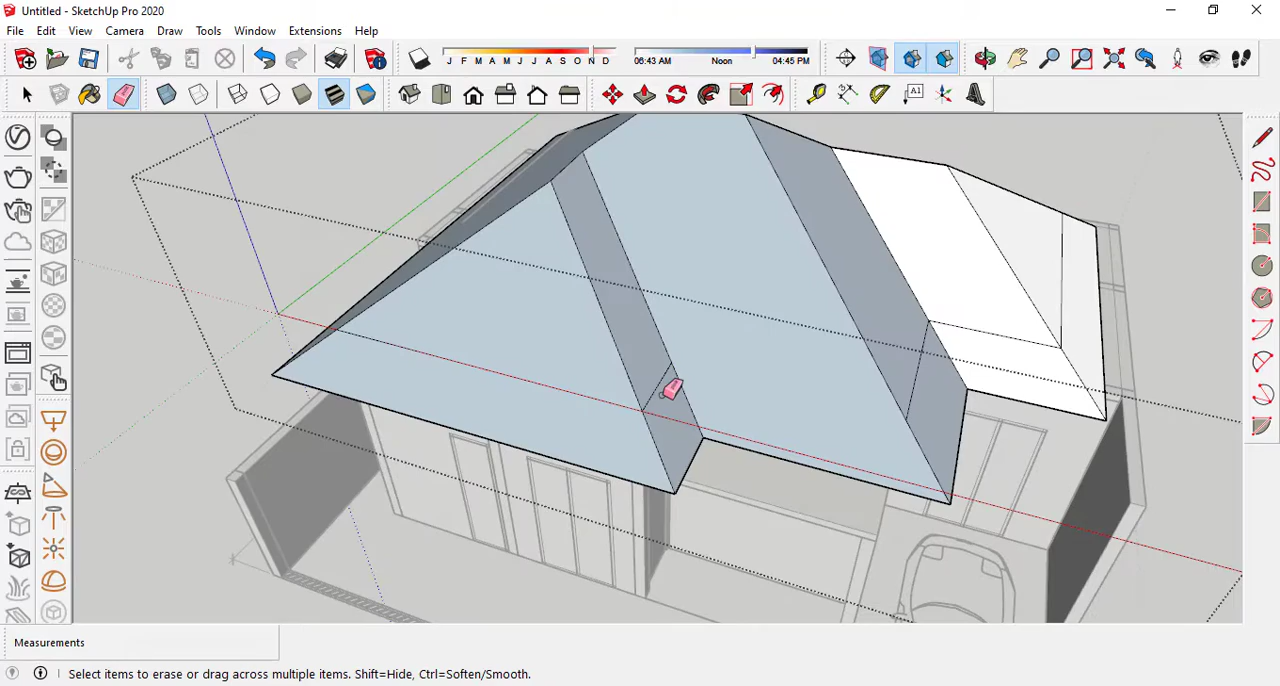 Untitled - SketchUp Pro 2020
File Edit View Camera Draw Tools Window Extensions Help
J F M A M J J A S O N D 06:43 AM Noon 04:45 PM
A1
Measurements
Select items to erase or drag across multiple items. Shift=Hide, Ctrl=Soften/Smooth.